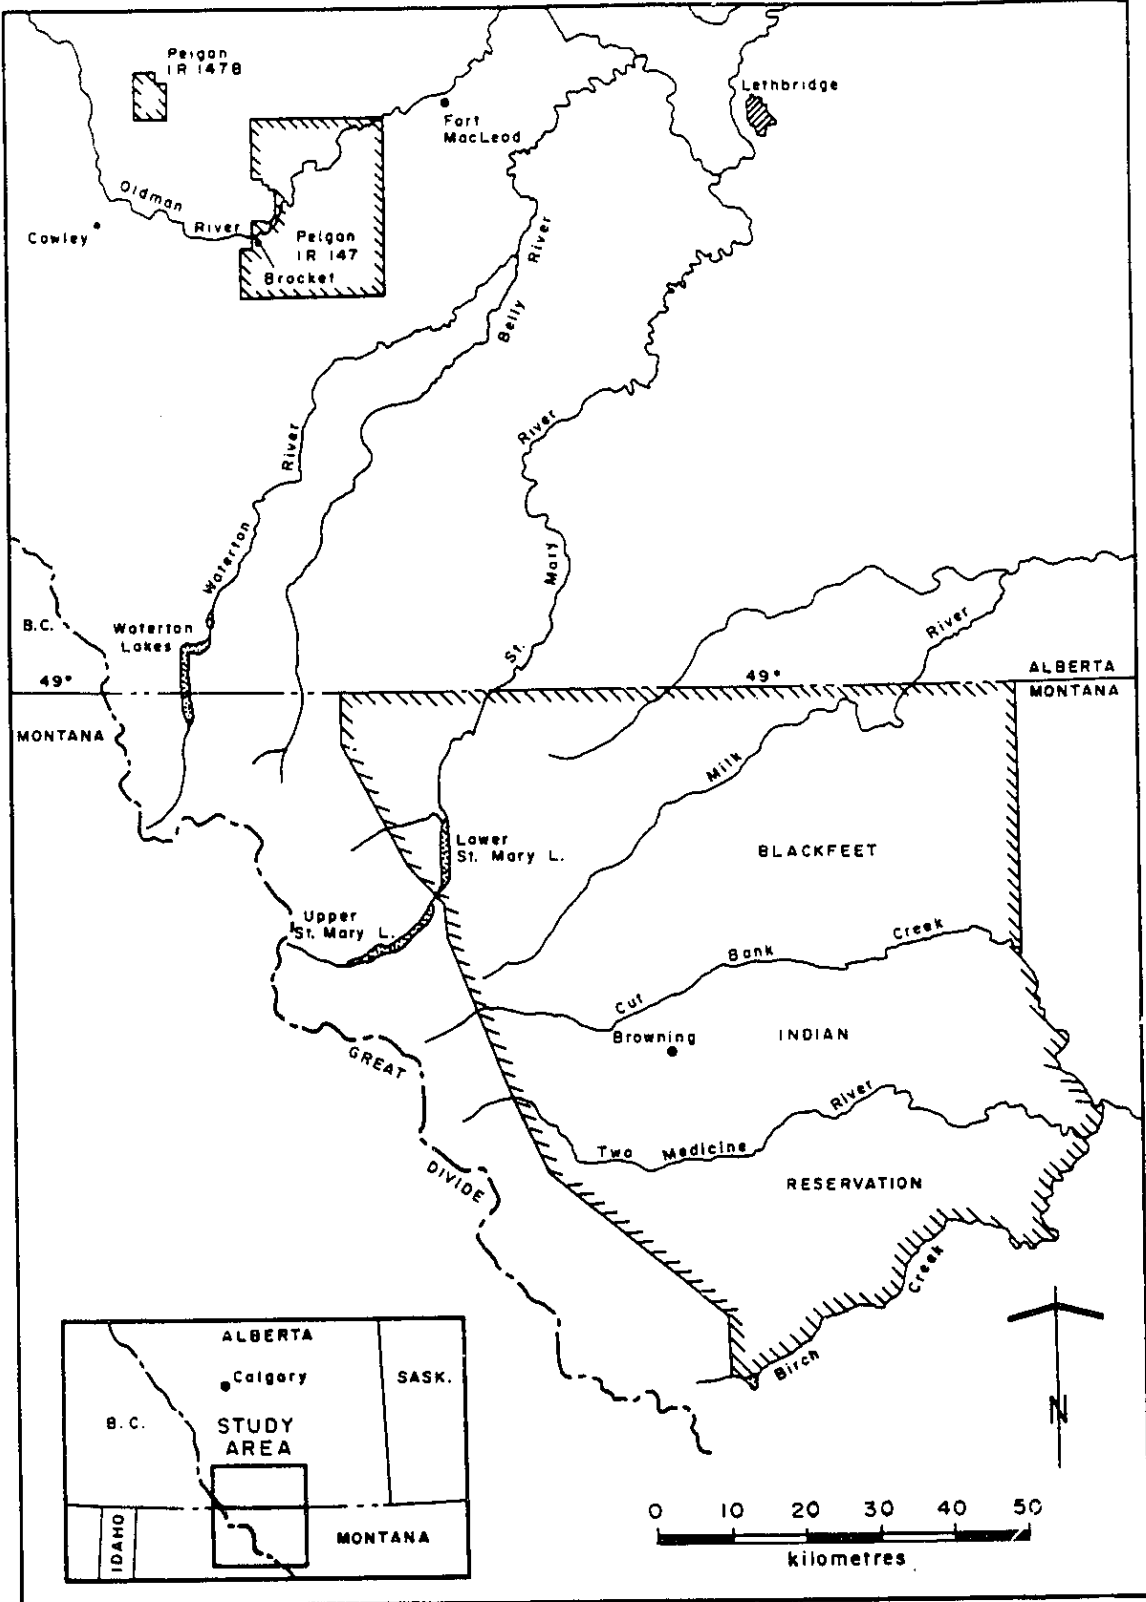 Peigan
IR 147B
Lethbridge
Fort
MacLeod
Oldman
River
Cowley
Peigan
IR 147
Brocket
River
Belly
River
River
Waterton
Mary
St.
River
B.C.
Waterton
Lakes
49°
49°
ALBERTA
MONTANA
MONTANA
Milk
Lower
St. Mary L.
BLACKFEET
Upper
St. Mary L.
Cut
Bank
Creek
Browning
INDIAN
GREAT
DIVIDE
Two
Medicine
River
RESERVATION
Creek
Birch
ALBERTA
Calgary
SASK.
B.C.
STUDY
AREA
IDAHO
MONTANA
N
0 10 20 30 40 50
kilometres